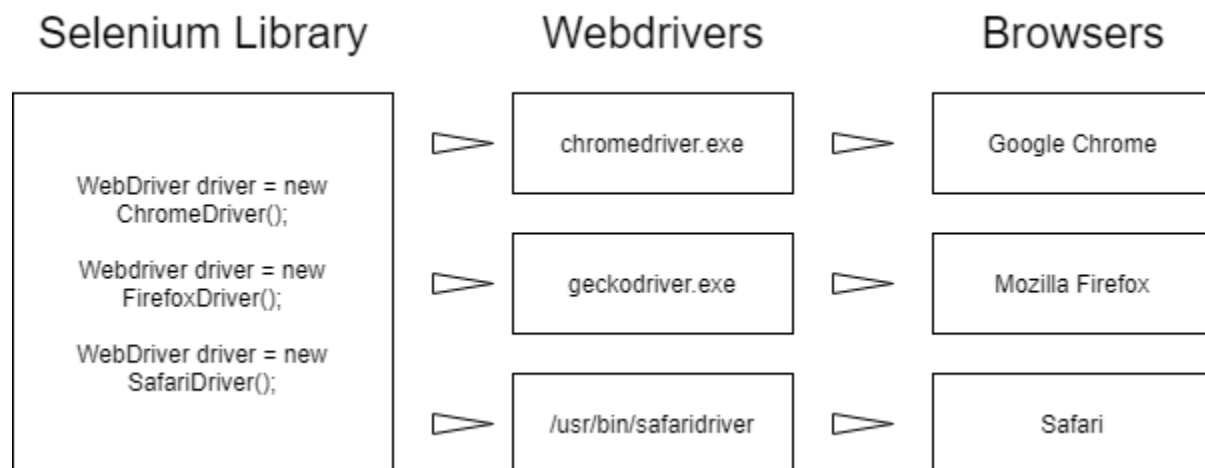 Selenium Library
Webdrivers
Browsers
WebDriver driver = new
ChromeDriver();
Webdriver driver = new
FirefoxDriver();
WebDriver driver = new
SafariDriver();
chromedriver.exe
Google Chrome
geckodriver.exe
Mozilla Firefox
/usr/bin/safaridriver
Safari